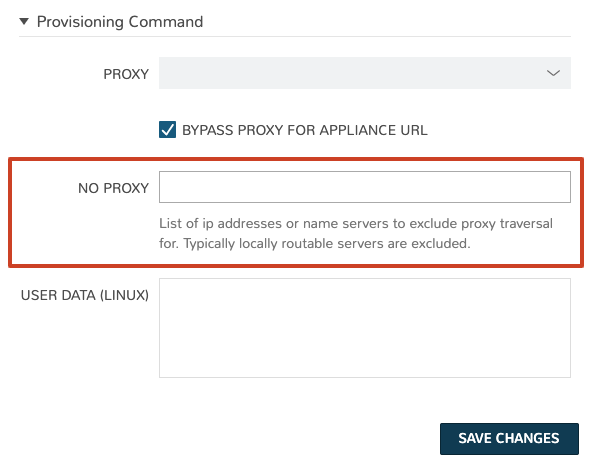 Provisioning Command
PROXY
BYPASS PROXY FOR APPLIANCE URL
NO PROXY
List of ip addresses or name servers to exclude proxy traversal
for. Typically locally routable servers are excluded.
USER DATA (LINUX)
SAVE CHANGES